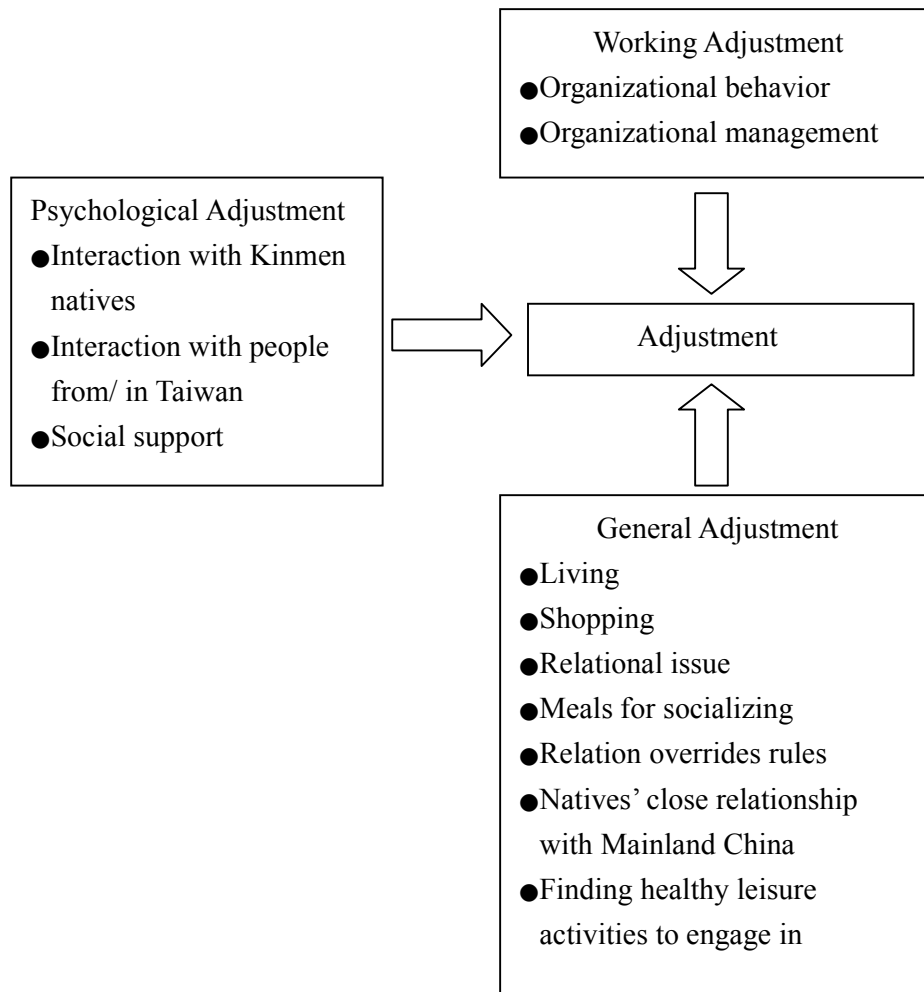 Working Adjustment
●Organizational behavior
●Organizational management
Psychological Adjustment
●Interaction with Kinmen
natives
●Interaction with people
from/ in Taiwan
●Social support
Adjustment
General Adjustment
●Living
●Shopping
●Relational issue
●Meals for socializing
●Relation overrides rules
●Natives’ close relationship
with Mainland China
●Finding healthy leisure
activities to engage in